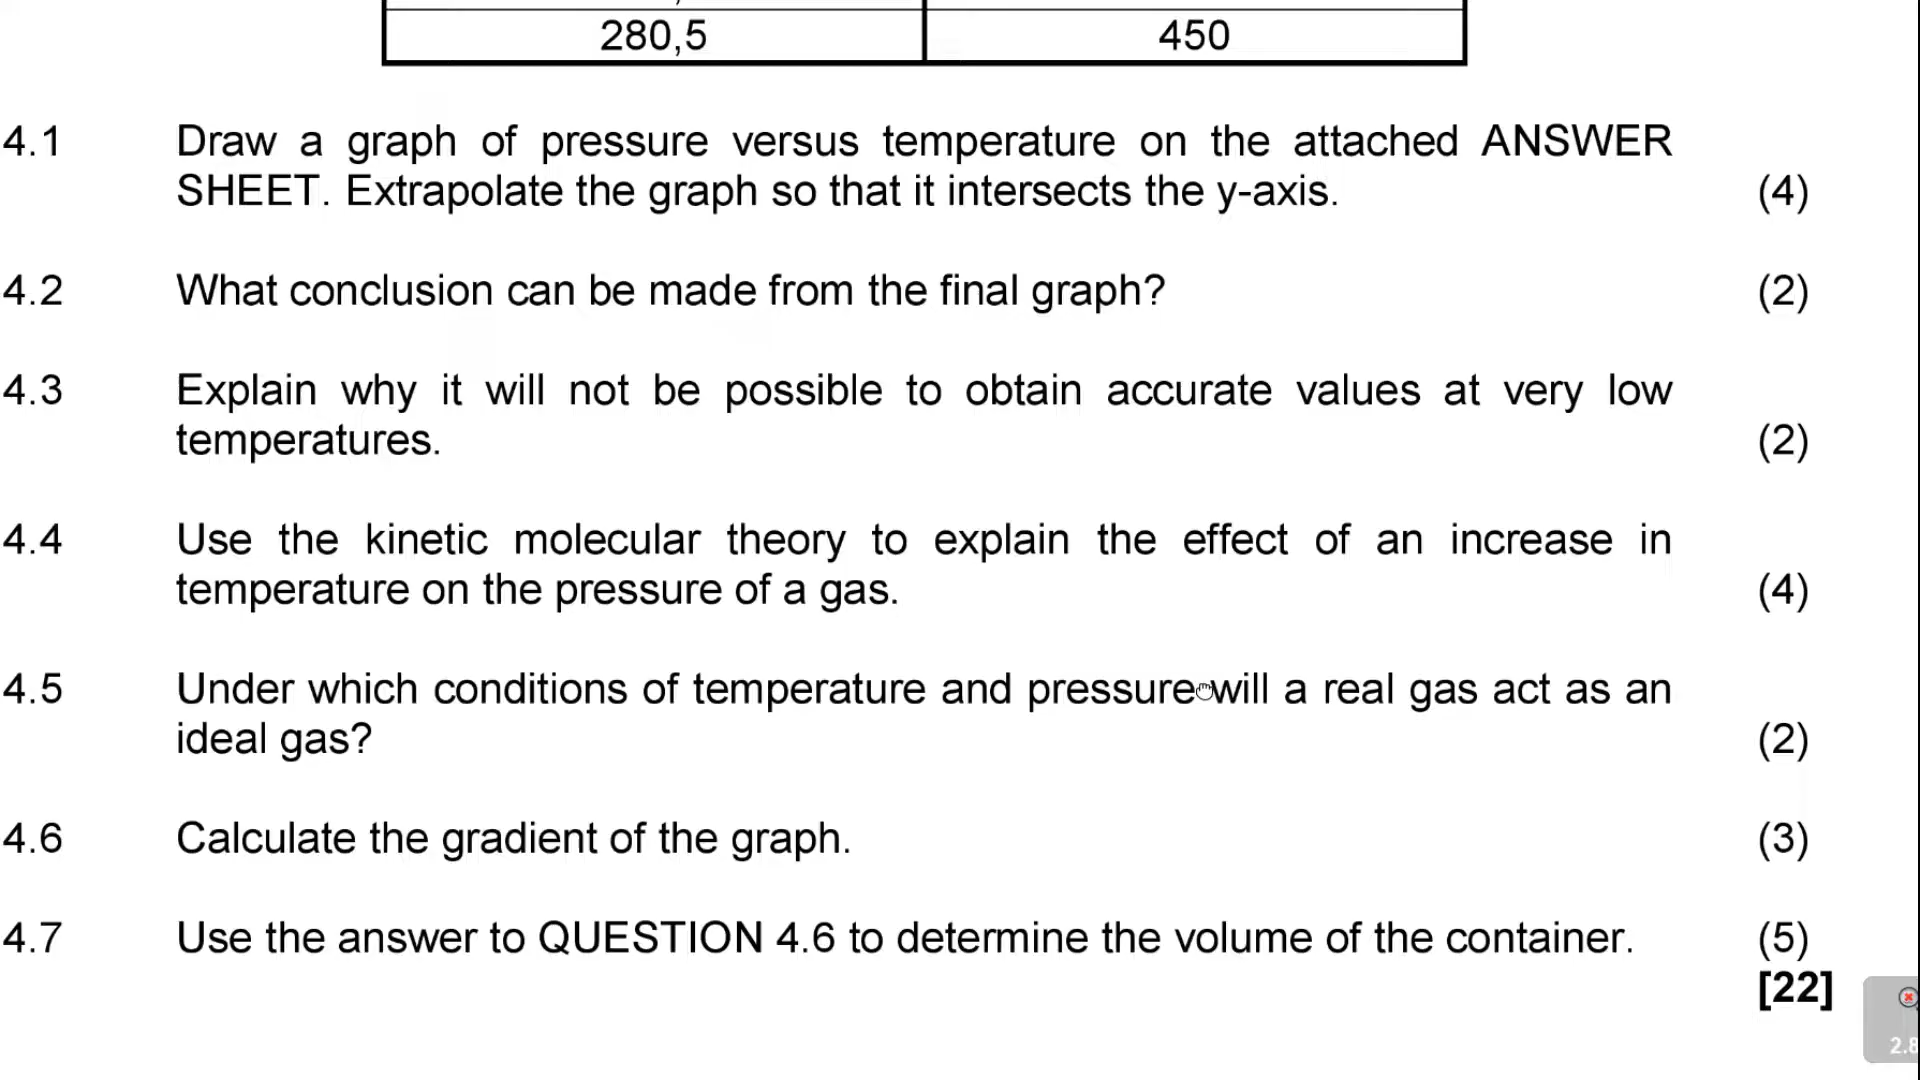 280,5 450
4.1 Draw a graph of pressure versus temperature on the attached ANSWER
SHEET. Extrapolate the graph so that it intersects the y-axis. (4)
4.2 What conclusion can be made from the final graph? (2)
4.3 Explain why it will not be possible to obtain accurate values at very low
temperatures. (2)
4.4 Use the kinetic molecular theory to explain the effect of an increase in
temperature on the pressure of a gas. (4)
4.5 Under which conditions of temperature and pressure will a real gas act as an
ideal gas? (2)
4.6 Calculate the gradient of the graph. (3)
4.7 Use the answer to QUESTION 4.6 to determine the volume of the container. (5)
[22]